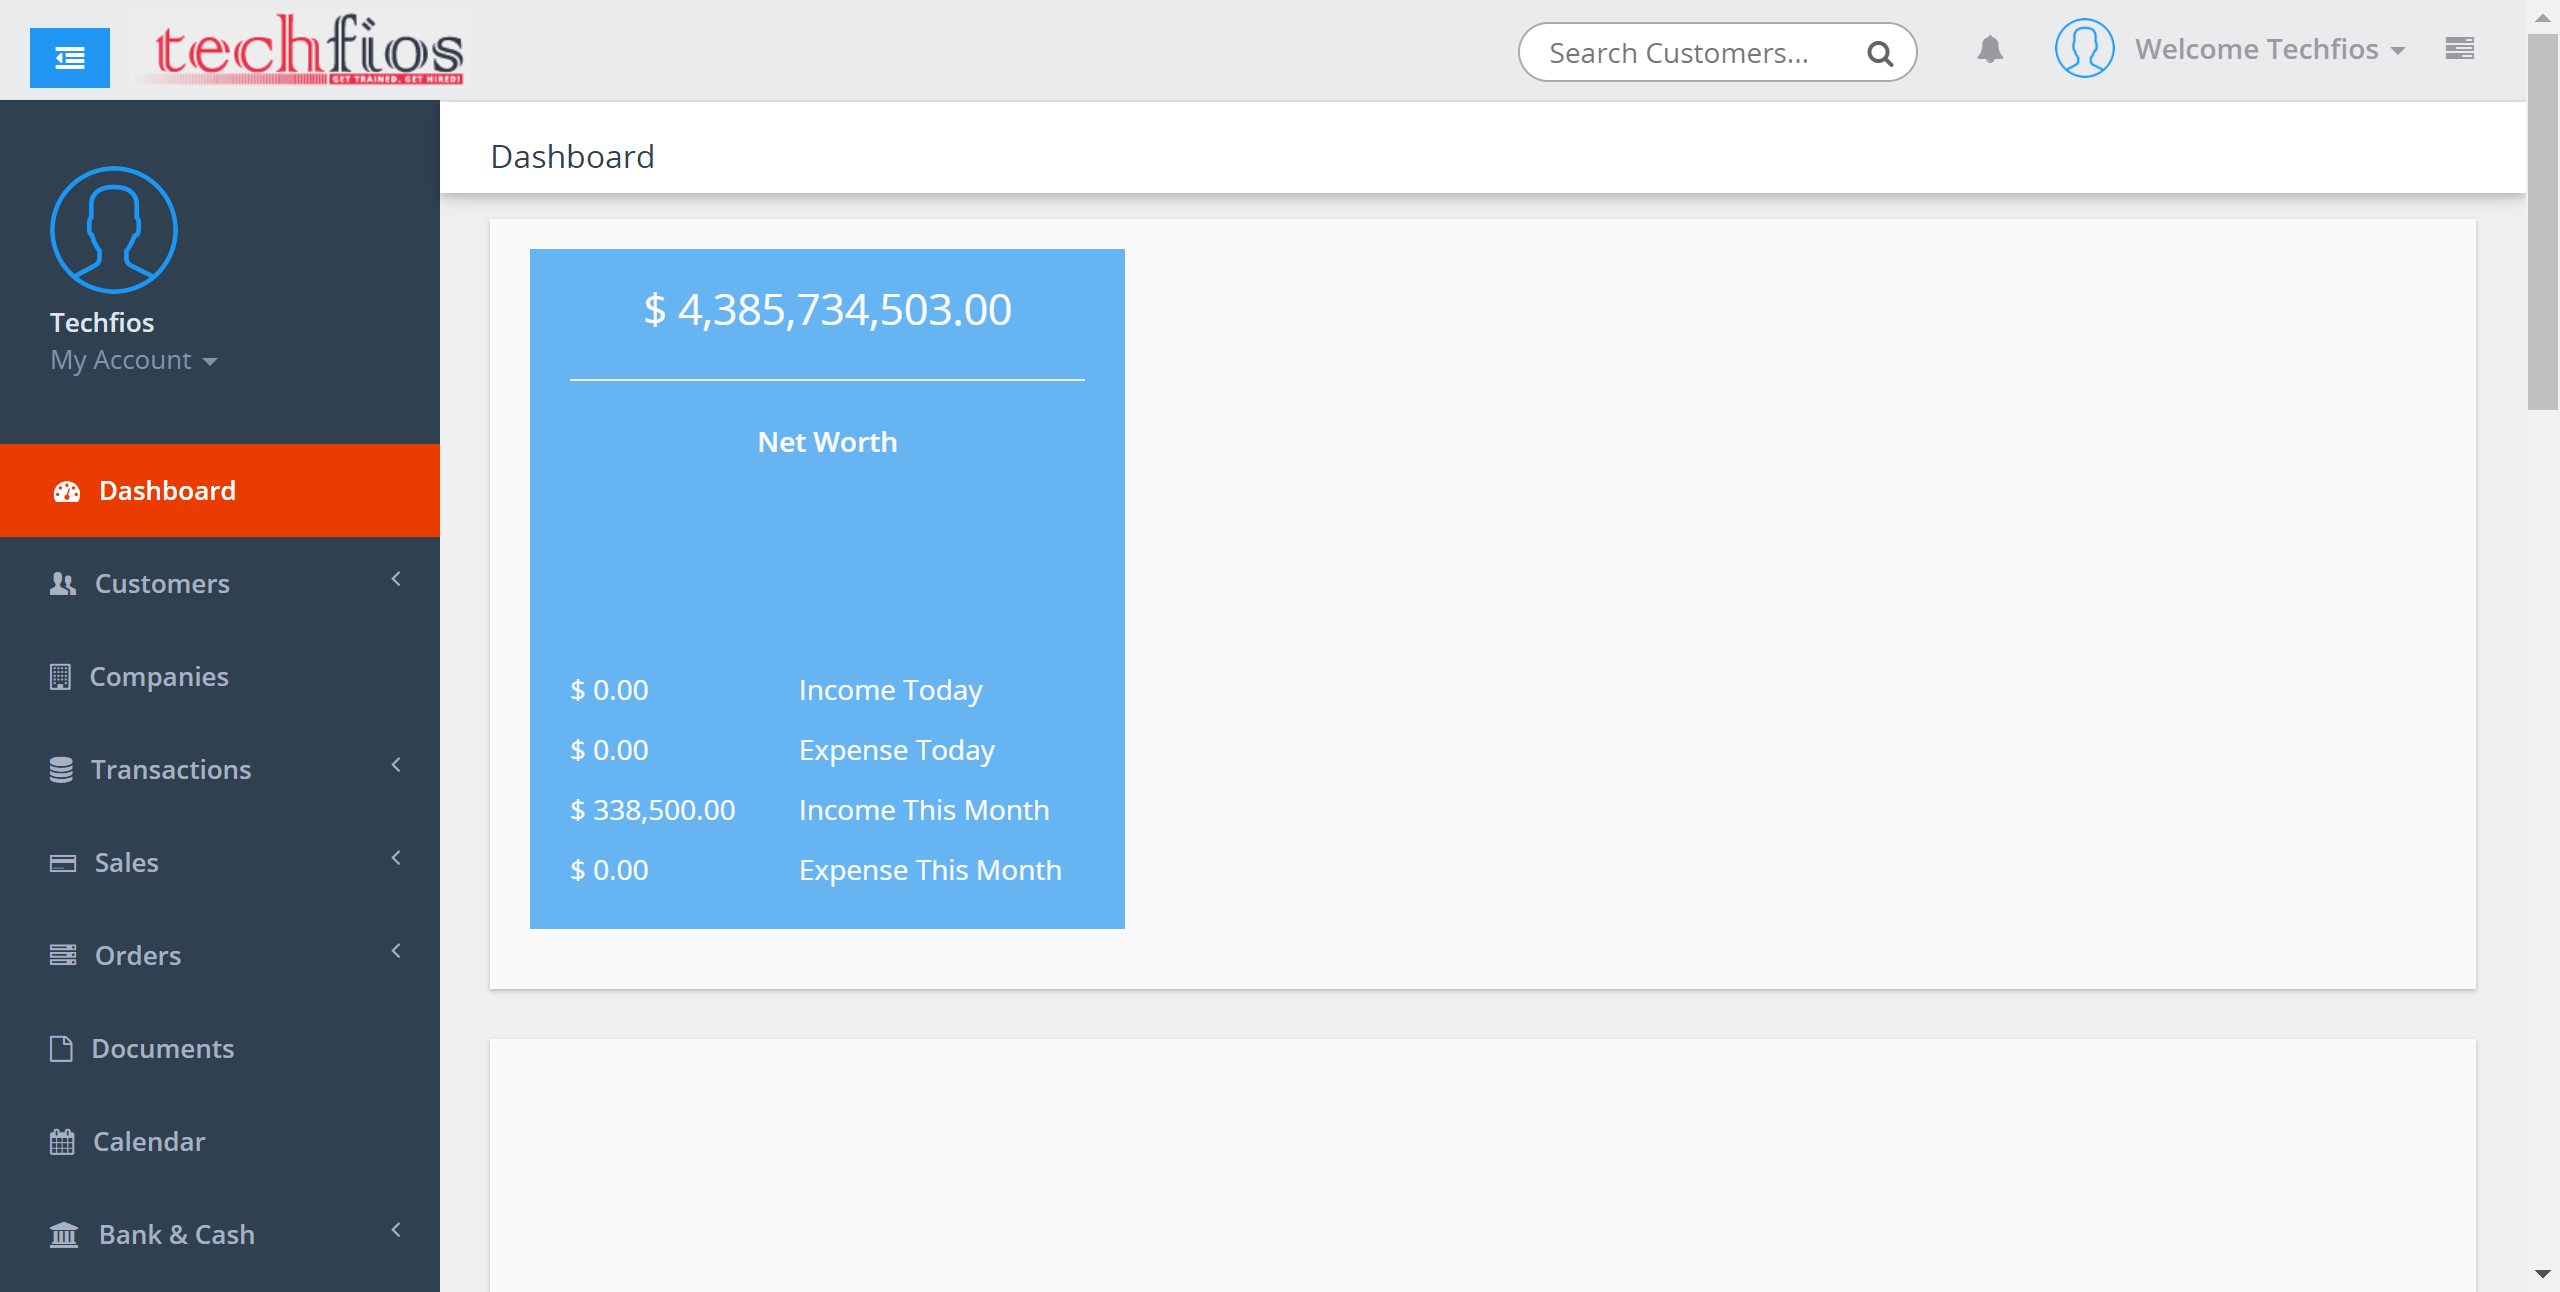 techfios
GET TRAINED. GET HIRED!
Search Customers...
Welcome Techfios
Techfios
My Account
Dashboard
Customers
Companies
Transactions
Sales
Orders
Documents
Calendar
Bank & Cash
Dashboard
$ 4,385,734,503.00
Net Worth
$ 0.00 Income Today
$ 0.00 Expense Today
$ 338,500.00 Income This Month
$ 0.00 Expense This Month